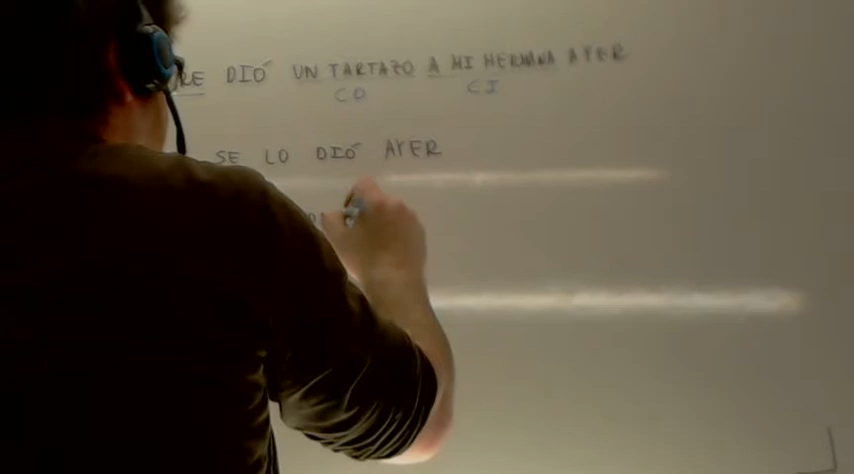 RE DIÓ UN TARTAZO A MI HERMANA AYER
CO CI
SE LO DIÓ AYER